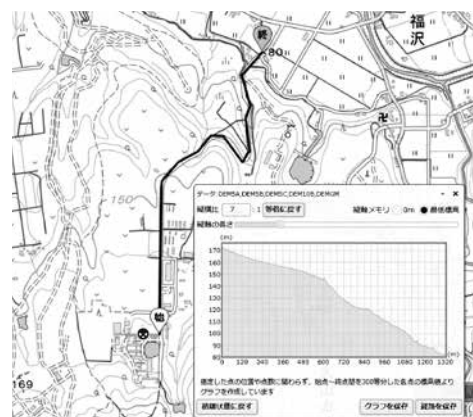 福沢
終
80
150
始
169
データ: DEM5A,DEM5B,DEM5C,DEM10B,DEMGM
- ×
縦横比 7 : 1 等倍に戻す 縦軸メモリ 0m 最低標高
縦軸の長さ
(m)
170
160
150
140
130
120
110
100
90
80
0 120 240 360 480 600 720 840 960 1080 1200 1320 (m)
指定した点の位置や点数に関わらず、始点～終点間を300等分した各点の標高値より
グラフを作成しています
初期状態に戻す グラフを保存 経路を保存